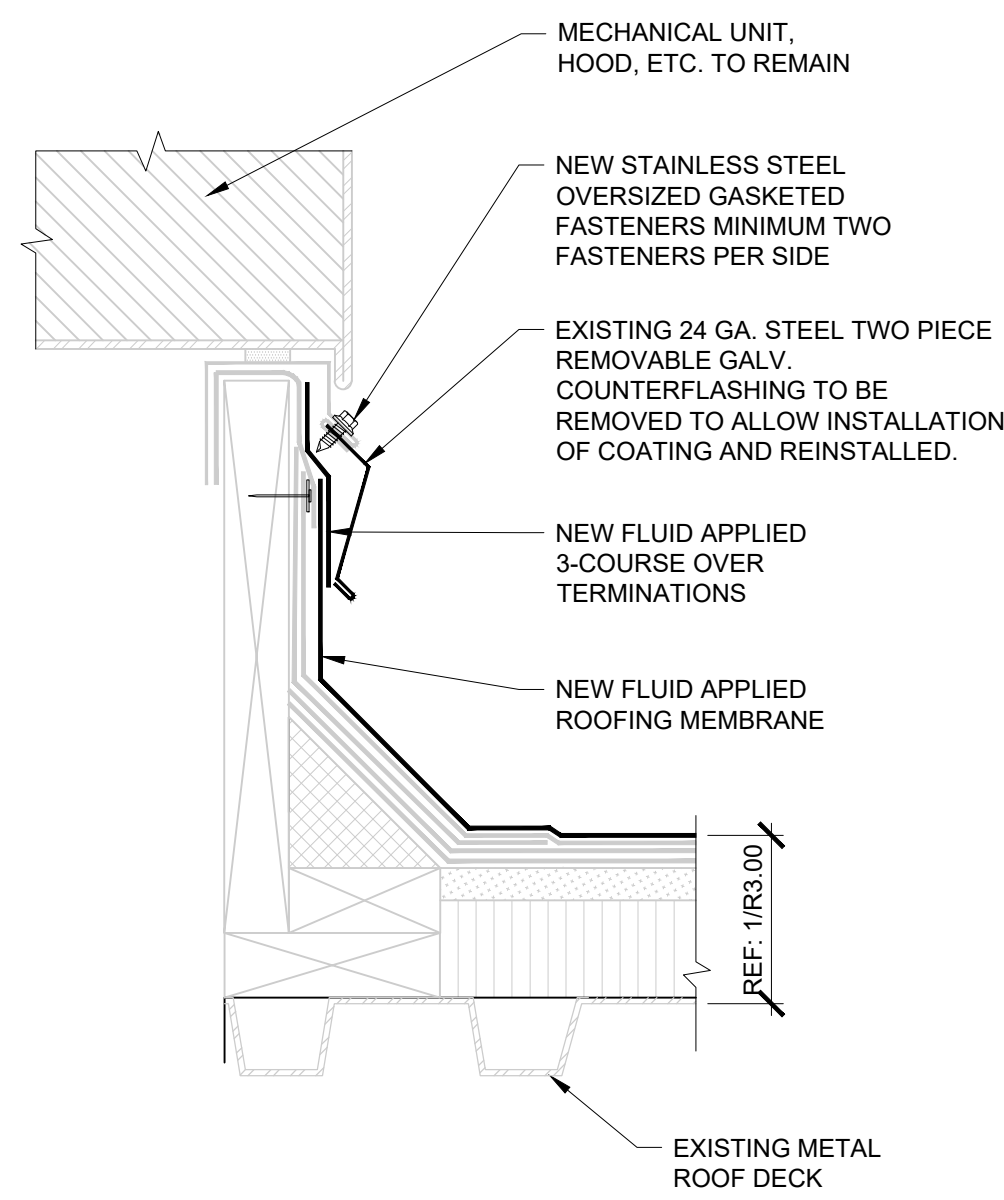 MECHANICAL UNIT,
HOOD, ETC. TO REMAIN
NEW STAINLESS STEEL
OVERSIZED GASKETED
FASTENERS MINIMUM TWO
FASTENERS PER SIDE
EXISTING 24 GA. STEEL TWO PIECE
REMOVABLE GALV.
COUNTERFLASHING TO BE
REMOVED TO ALLOW INSTALLATION
OF COATING AND REINSTALLED.
NEW FLUID APPLIED
3-COURSE OVER
TERMINATIONS
NEW FLUID APPLIED
ROOFING MEMBRANE
REF: 1/R3.00
EXISTING METAL
ROOF DECK